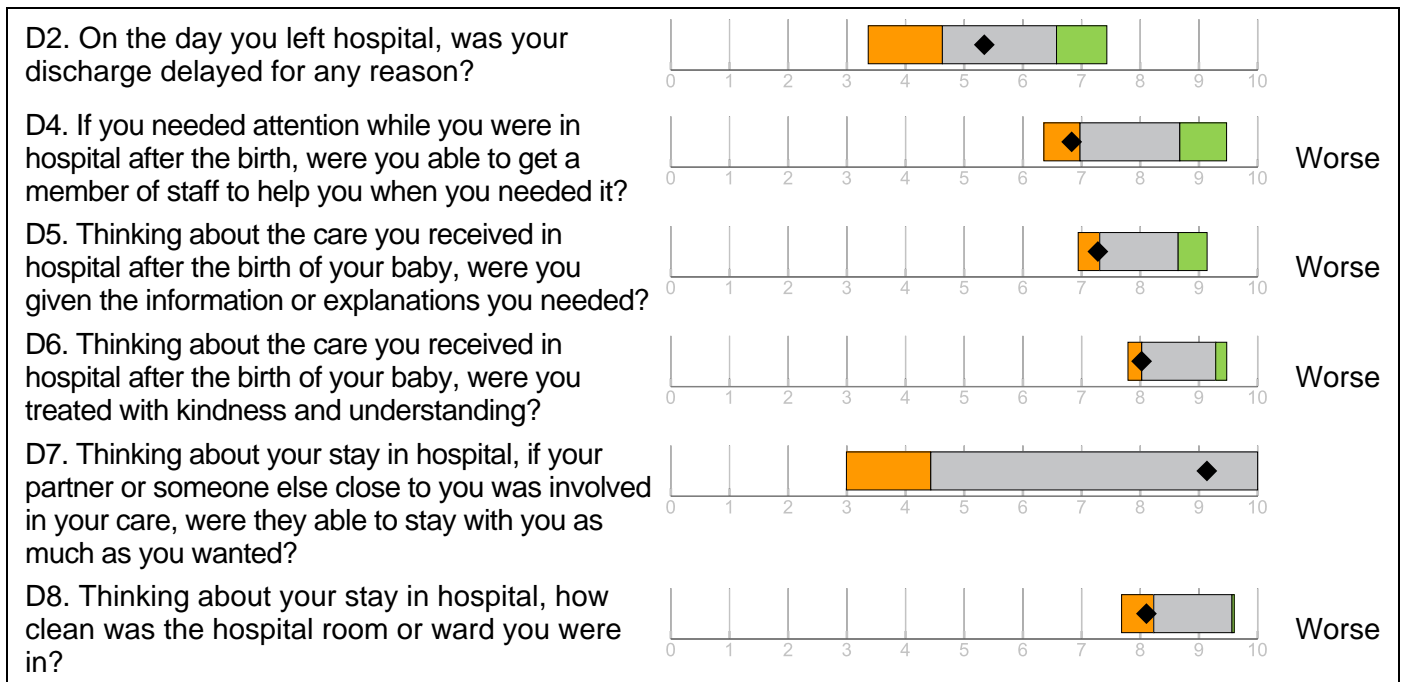 D2. On the day you left hospital, was your
discharge delayed for any reason?
0 1 2 3 4 5 6 7 8 9 10
D4. If you needed attention while you were in
hospital after the birth, were you able to get a
member of staff to help you when you needed it?
0 1 2 3 4 5 6 7 8 9 10
Worse
D5. Thinking about the care you received in
hospital after the birth of your baby, were you
given the information or explanations you needed?
0 1 2 3 4 5 6 7 8 9 10
Worse
D6. Thinking about the care you received in
hospital after the birth of your baby, were you
treated with kindness and understanding?
0 1 2 3 4 5 6 7 8 9 10
Worse
D7. Thinking about your stay in hospital, if your
partner or someone else close to you was involved
in your care, were they able to stay with you as
much as you wanted?
0 1 2 3 4 5 6 7 8 9 10
D8. Thinking about your stay in hospital, how
clean was the hospital room or ward you were
in?
0 1 2 3 4 5 6 7 8 9 10
Worse